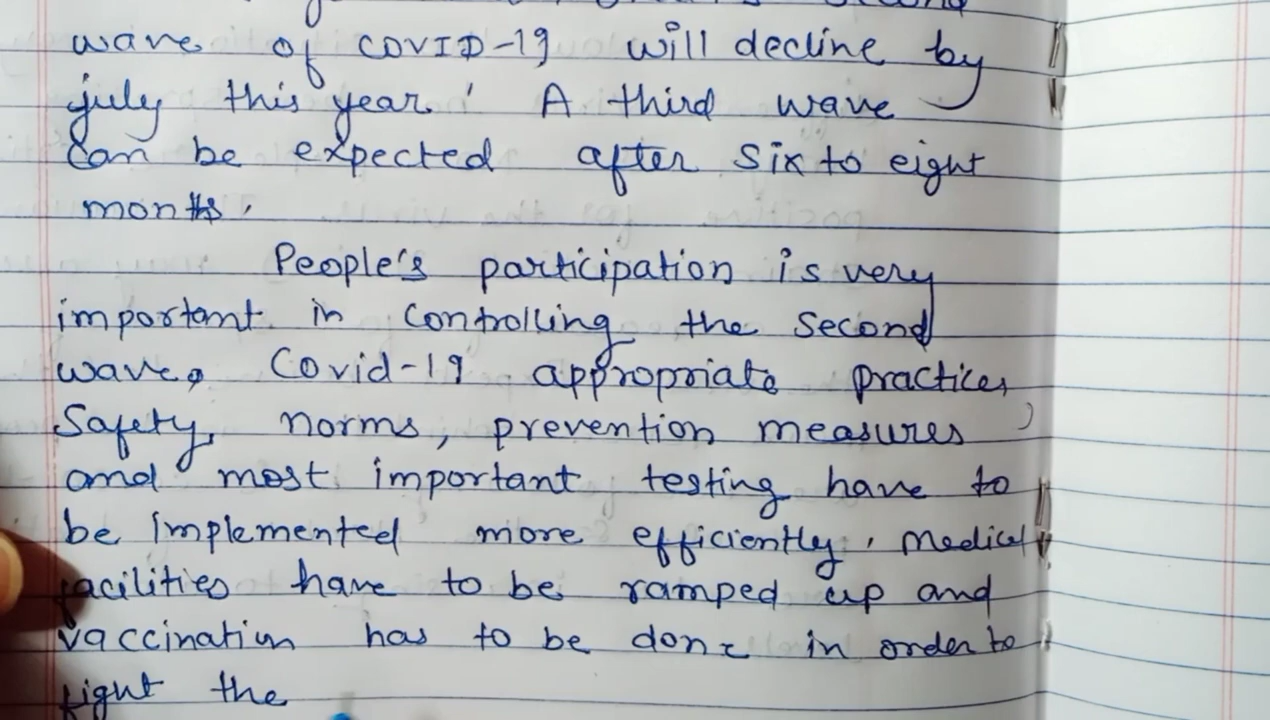 wave of COVID-19 will decline by
july this year' A third wave
can be expected after six to eight
months.
People's participation is very
important in controlling the second
wave, Covid-19 appropriate practices,
Safety, norms, prevention measures
and most important testing have to
be implemented more efficiently. medical
facilities have to be ramped up and
vaccination has to be done in order to
fight the